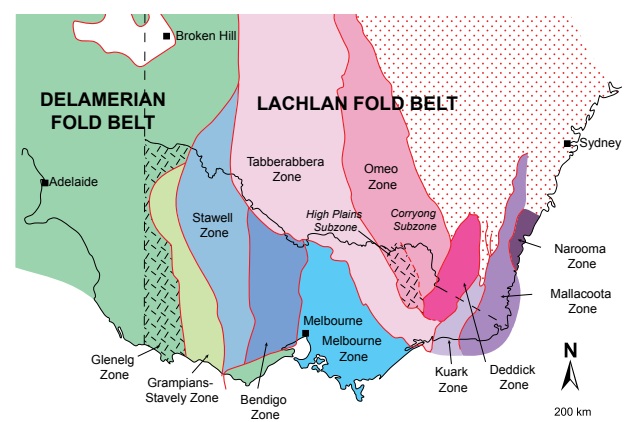 Broken Hill
DELAMERIAN
FOLD BELT
LACHLAN FOLD BELT
Sydney
Tabberabbera
Zone
Omeo
Zone
Adelaide
Stawell
Zone
High Plains
Subzone
Corryong
Subzone
Narooma
Zone
Mallacoota
Zone
Melbourne
Melbourne
Zone
Glenelg
Zone
Grampians-
Stavely Zone
Bendigo
Zone
Kuark
Zone
Deddick
Zone
N
200 km